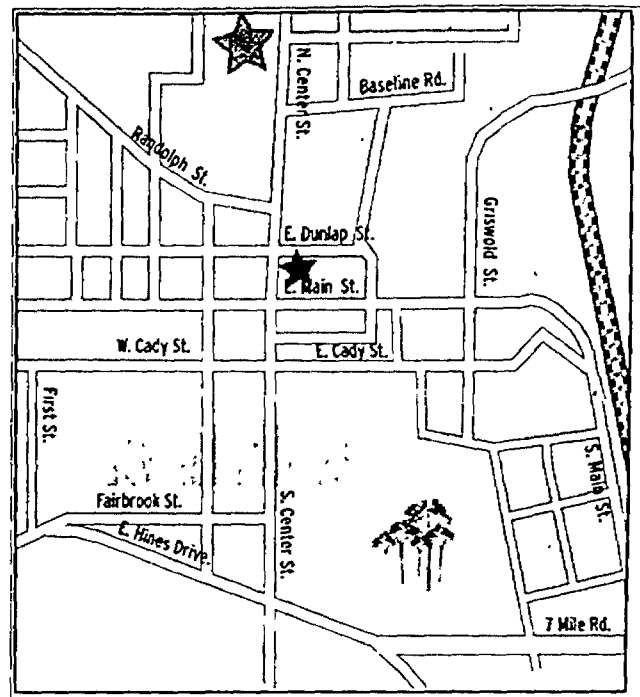 N. Center St.
Baseline Rd.
Randolph St.
Griswold St.
E. Dunlap St.
E. Main St.
W. Cady St.
E. Cady St.
First St.
S. Main St.
Fairbrook St.
S. Center St.
E. Hines Drive.
7 Mile Rd.